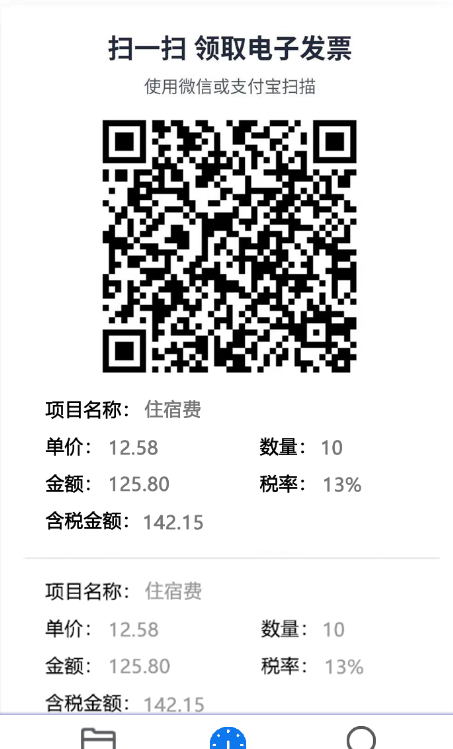 扫一扫 领取电子发票
使用微信或支付宝扫描
项目名称： 住宿费
单价： 12.58 数量： 10
金额： 125.80 税率： 13%
含税金额： 142.15
项目名称： 住宿费
单价： 12.58 数量： 10
金额： 125.80 税率： 13%
含税金额： 142.15